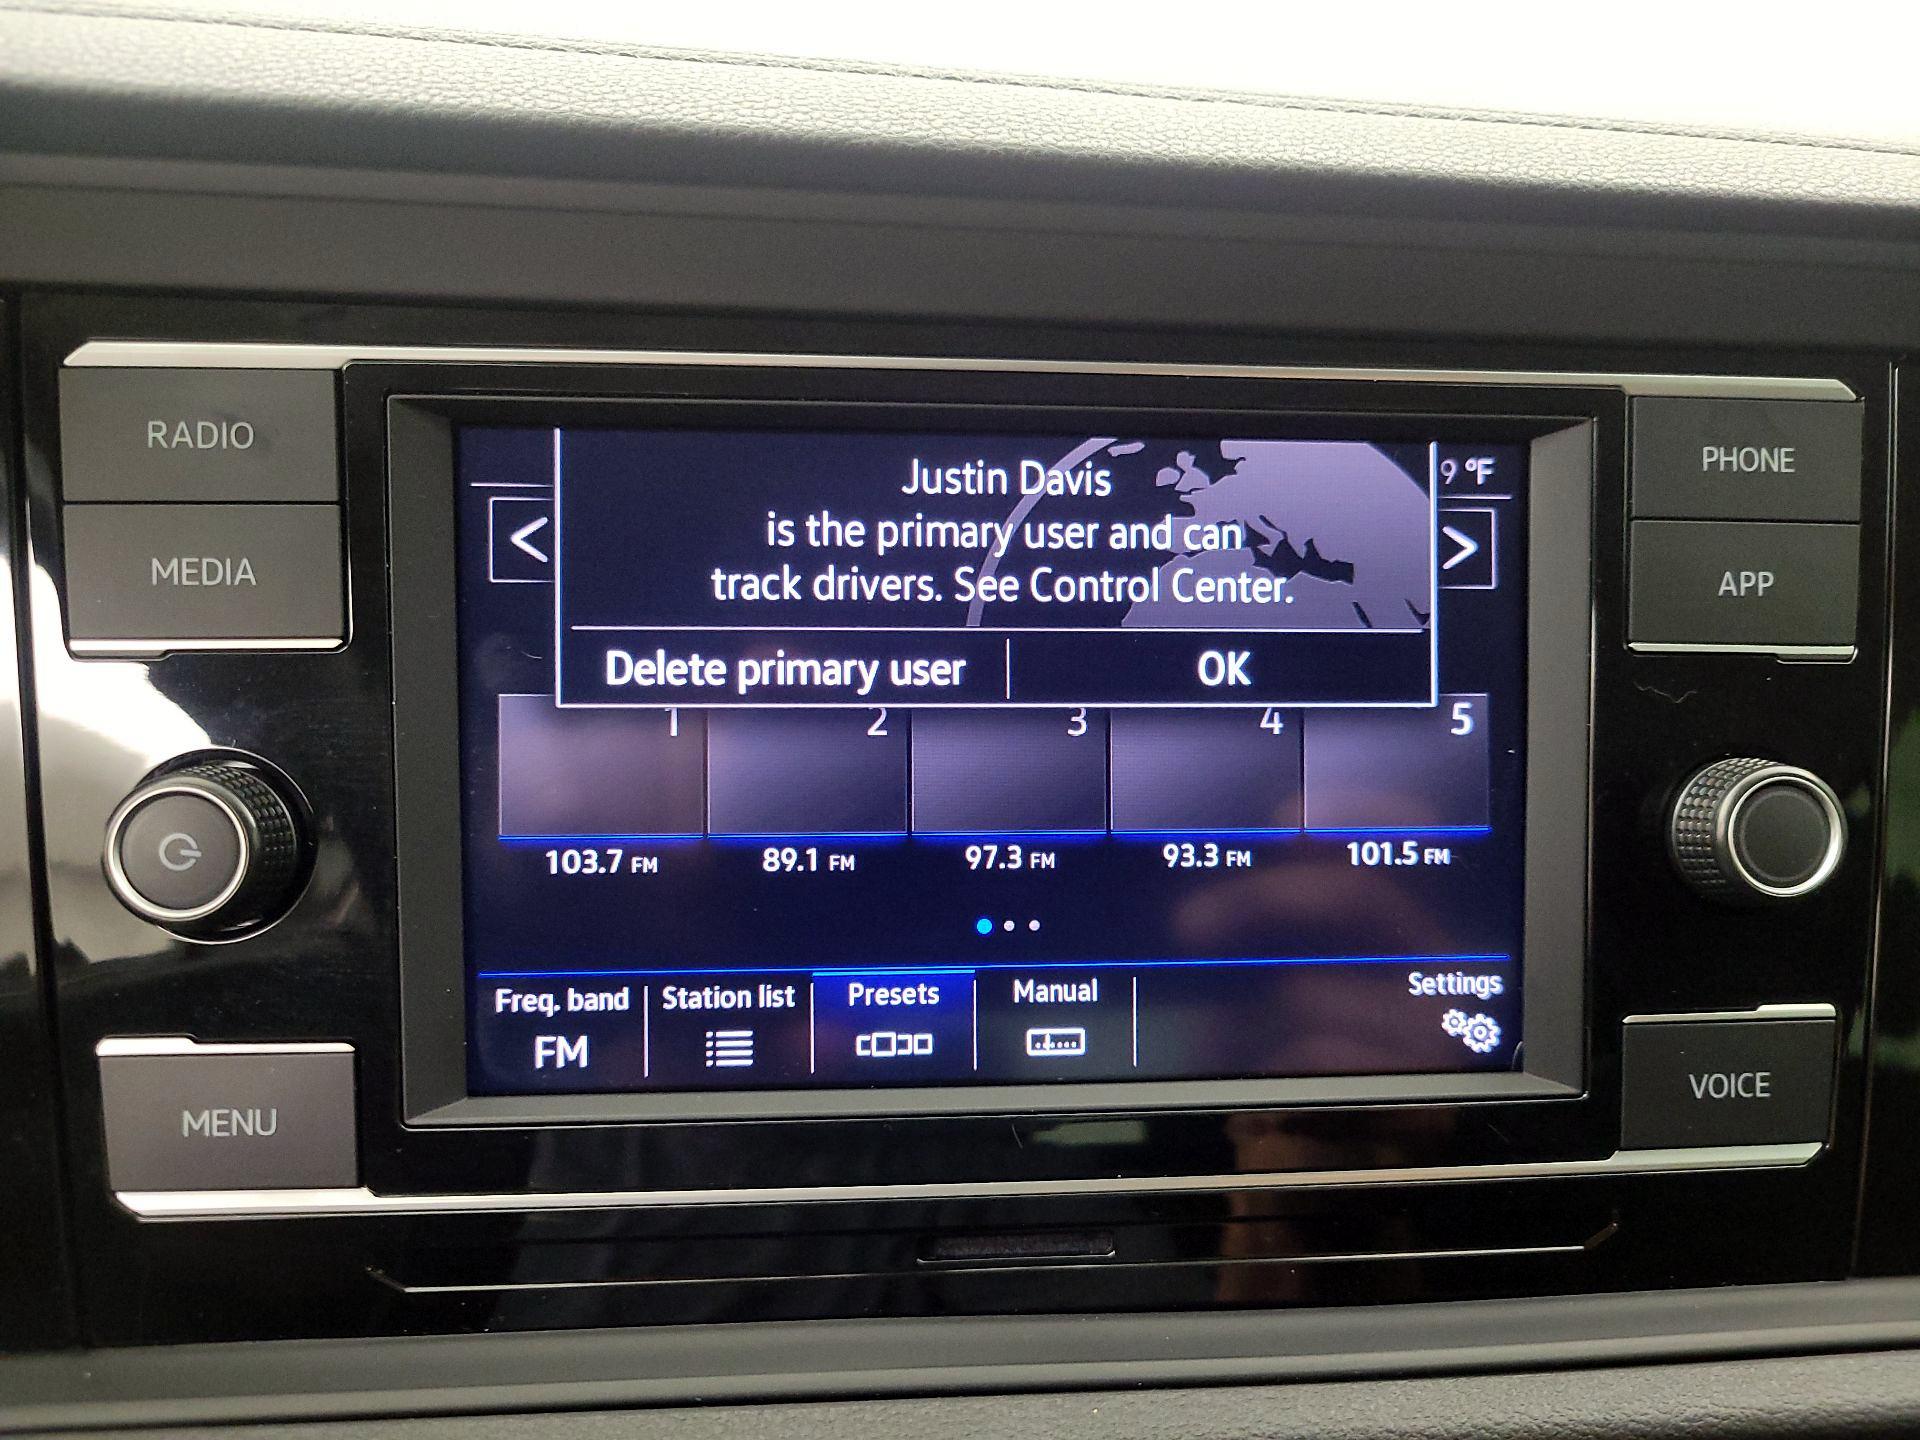 RADIO
MEDIA
MENU
PHONE
APP
VOICE
9 °F
<
>
Justin Davis
is the primary user and can
track drivers. See Control Center.
Delete primary user
OK
1 2 3 4 5
103.7 FM 89.1 FM 97.3 FM 93.3 FM 101.5 FM
Freq. band Station list Presets Manual Settings
FM